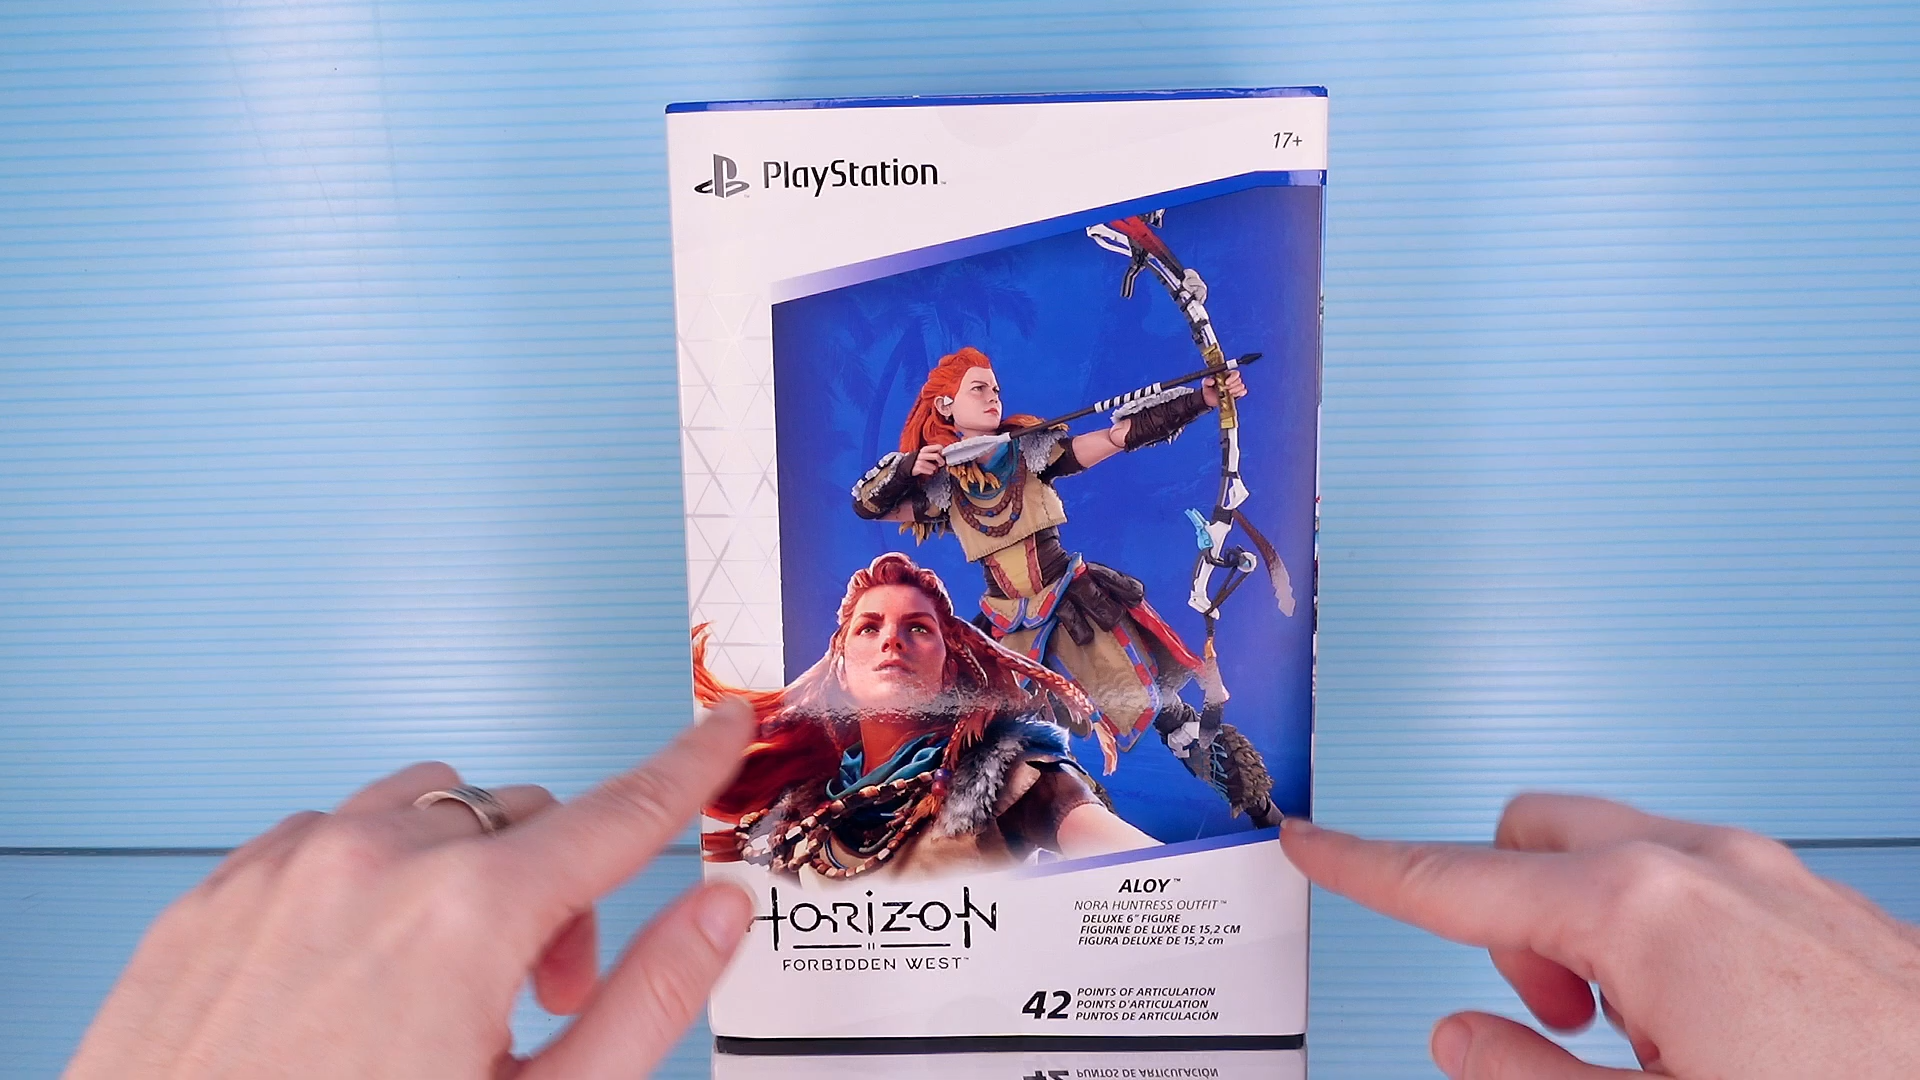 17+
PlayStation™
HORIZON
FORBIDDEN WEST™
ALOY™
NORA HUNTRESS OUTFIT™
DELUXE 6" FIGURE
FIGURINE DE LUXE DE 15,2 CM
FIGURA DELUXE DE 15,2 cm
42 POINTS OF ARTICULATION
POINTS D'ARTICULATION
PUNTOS DE ARTICULACIÓN